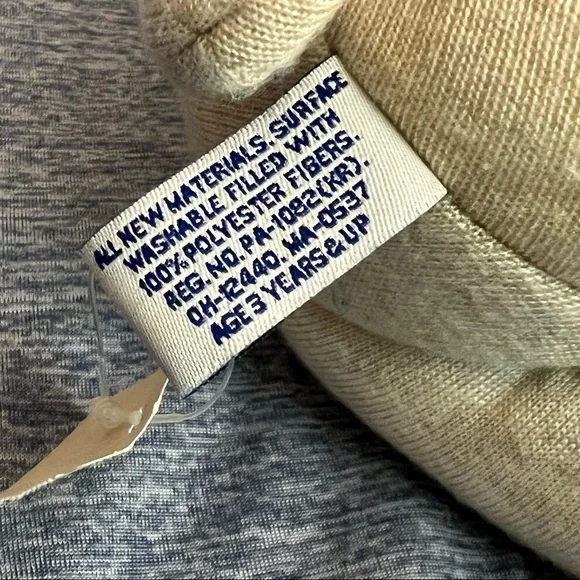 ALL NEW MATERIALS. SURFACE
WASHABLE FILLED WITH
100% POLYESTER FIBERS.
REG. NO. PA-1082(KR).
OH-12440. MA-0537
AGE 3 YEARS & UP